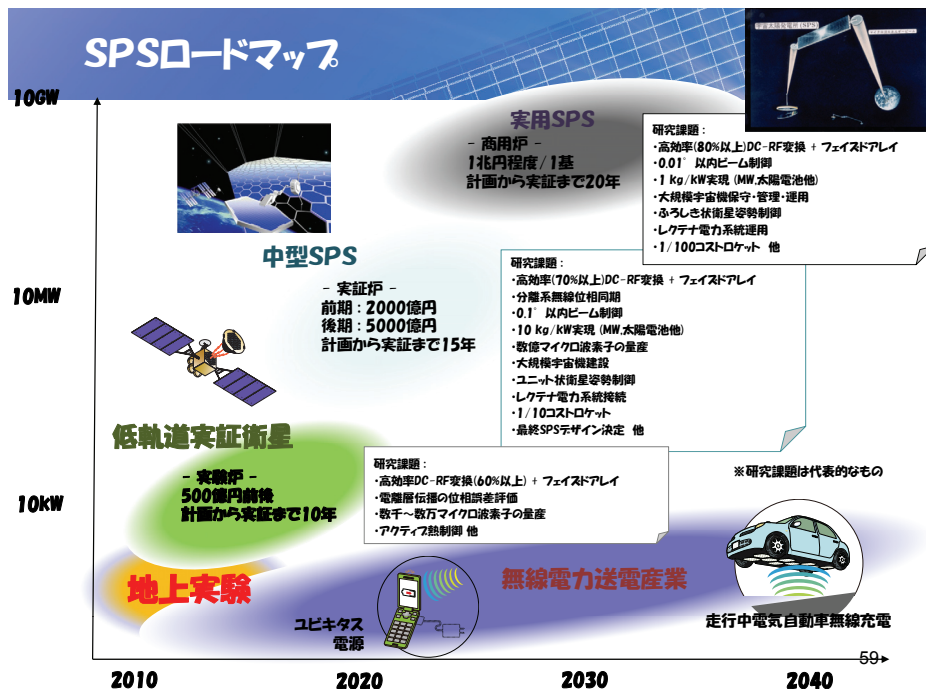 SPSロードマップ
宇宙太陽発電所(SPS)
10GW
実用SPS
- 商用炉 -
1兆円程度/1基
計画から実証まで20年
研究課題：
・高効率(80%以上)DC-RF変換 + フェイズドアレイ
・0.01° 以内ビーム制御
・1 kg/kW実現 (MW,太陽電池他)
・大規模宇宙機保守・管理・運用
・ふろしき状衛星姿勢制御
・レクテナ電力系統運用
・1/100コストロケット 他
中型SPS
10MW
- 実証炉 -
前期：2000億円
後期：5000億円
計画から実証まで15年
研究課題：
・高効率(70%以上)DC-RF変換 + フェイズドアレイ
・分離系無線位相同期
・0.1° 以内ビーム制御
・10 kg/kW実現 (MW,太陽電池他)
・数億マイクロ波素子の量産
・大規模宇宙機建設
・ユニット状衛星姿勢制御
・レクテナ電力系統接続
・1/10コストロケット
・最終SPSデザイン決定 他
低軌道実証衛星
10kW
- 実験炉 -
500億円前後
計画から実証まで10年
研究課題：
・高効率DC-RF変換(60%以上) + フェイズドアレイ
・電離層伝播の位相誤差評価
・数千～数万マイクロ波素子の量産
・アクティブ熱制御 他
※研究課題は代表的なもの
地上実験
無線電力送電産業
ユビキタス
電源
走行中電気自動車無線充電
59
2010
2020
2030
2040